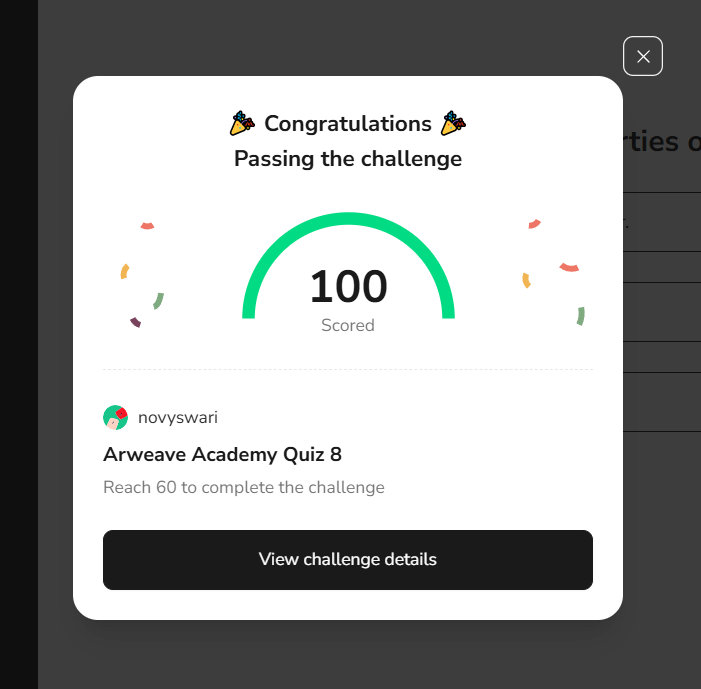 Congratulations
Passing the challenge
100
Scored
novyswari
Arweave Academy Quiz 8
Reach 60 to complete the challenge
View challenge details